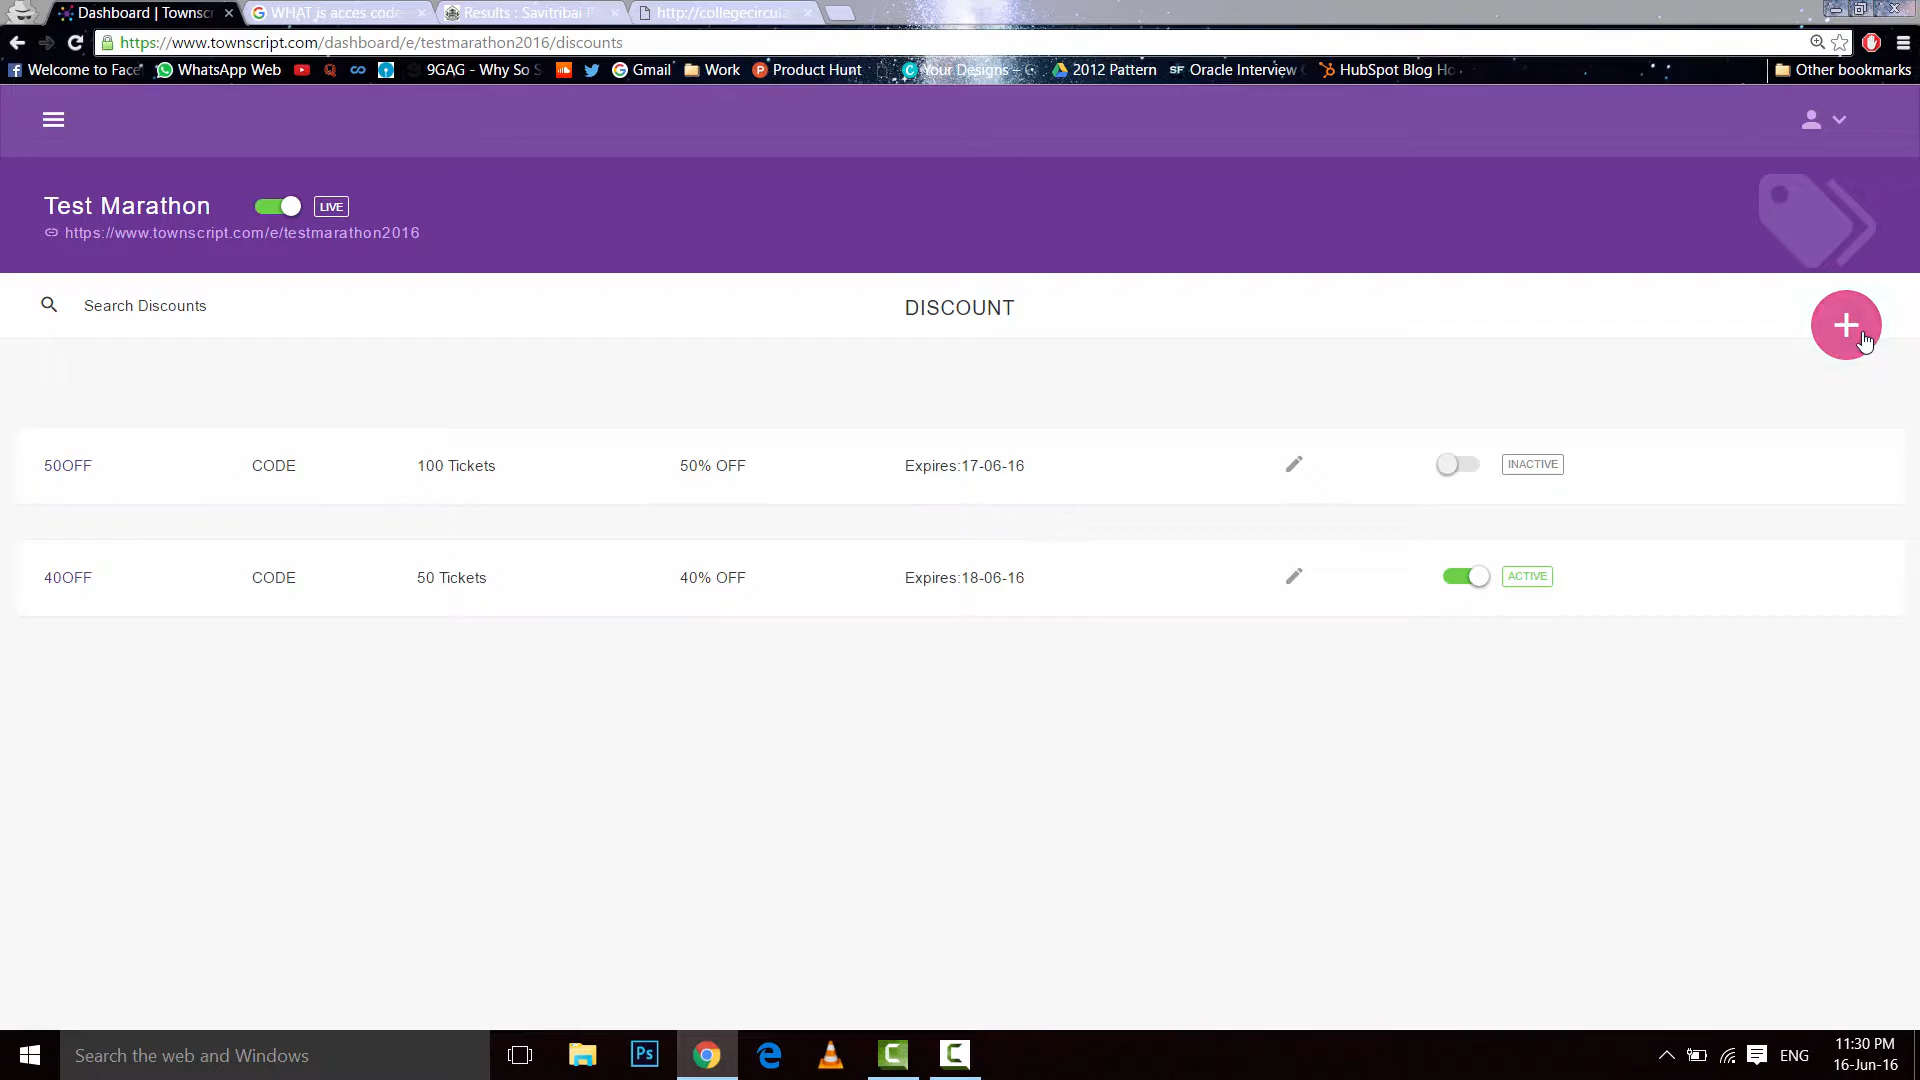 Dashboard | Townscr
WHAT is acces code
Results : Savitribai P
http://collegecircula
https://www.townscript.com/dashboard/e/testmarathon2016/discounts
Welcome to Face
WhatsApp Web
9GAG - Why So S
Gmail
Work
Product Hunt
Your Designs –
2012 Pattern
SF Oracle Interview
HubSpot Blog Ho
Other bookmarks
Test Marathon
LIVE
https://www.townscript.com/e/testmarathon2016
Search Discounts
DISCOUNT
50OFF CODE 100 Tickets 50% OFF Expires:17-06-16 INACTIVE
40OFF CODE 50 Tickets 40% OFF Expires:18-06-16 ACTIVE
Search the web and Windows
Ps
ENG
11:30 PM
16-Jun-16